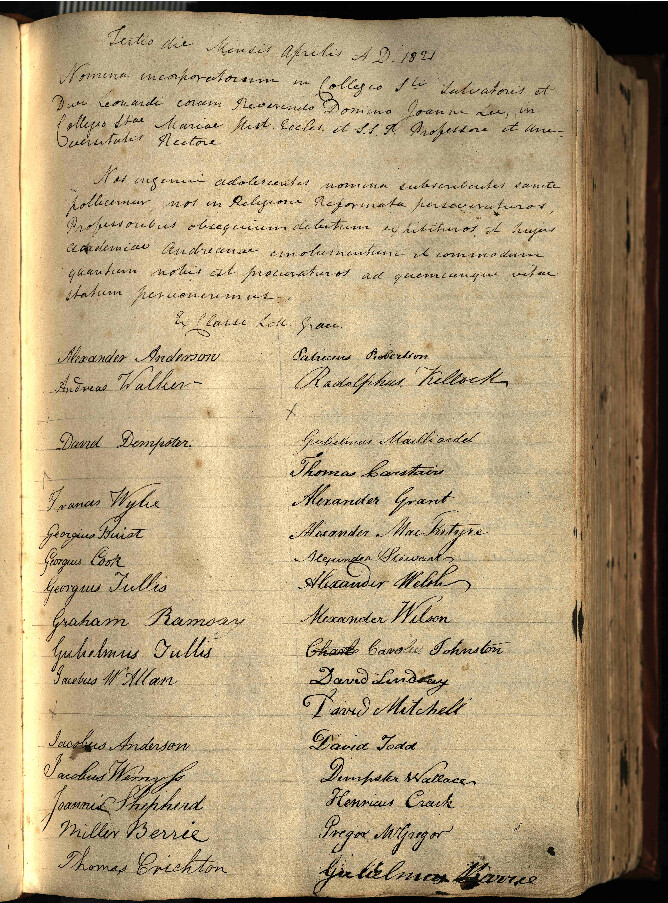 Tertio die Mensis Aprilis A.D. 1821
Nomina incorporatorum in Collegio Sti Salvatoris et
Divi Leonardi coram Reverendo Domino Joanne Lee, in
Collegio Stae Mariae Hist. Eccles. et S.S. Professore et Uni-
versitatis Rectore
Nos ingenui adolescentes nomina subscribentes sancte
pollicemur nos in Religione Reformata perseveraturos,
Professoribus obsequium debitum exhibituros et hujus
academiae Andreanae emolumentum et commodum
quantum nobis est procuraturos ad quemcunque vitae
statum pervenerimus.
Ex Classe Litt. Graec.
Alexander Anderson
Andreas Walker
David Dempster.
Francis Wylie
Georgius Buist
Georgius Cook
Georgius Tullis
Graham Ramsay
Gulielmus Tullis
Jacobus W. Allan
Jacobus Anderson
Jacobus Wemyss
Joannis Shepherd
Miller Berrie
Thomas Crichton
Patricius Robertson
Radolphus Kellock
X
Gulielmus Mailliardet
Thomas Carstairs
Alexander Grant
Alexander MacIntyre
Alexander Stewart
Alexander Welsh
Alexander Wilson
Carolus Johnston
David Lindsay
David Mitchell
David Todd
Dempster Wallace
Henricus Craik
Gregor McGregor
Gulielmus